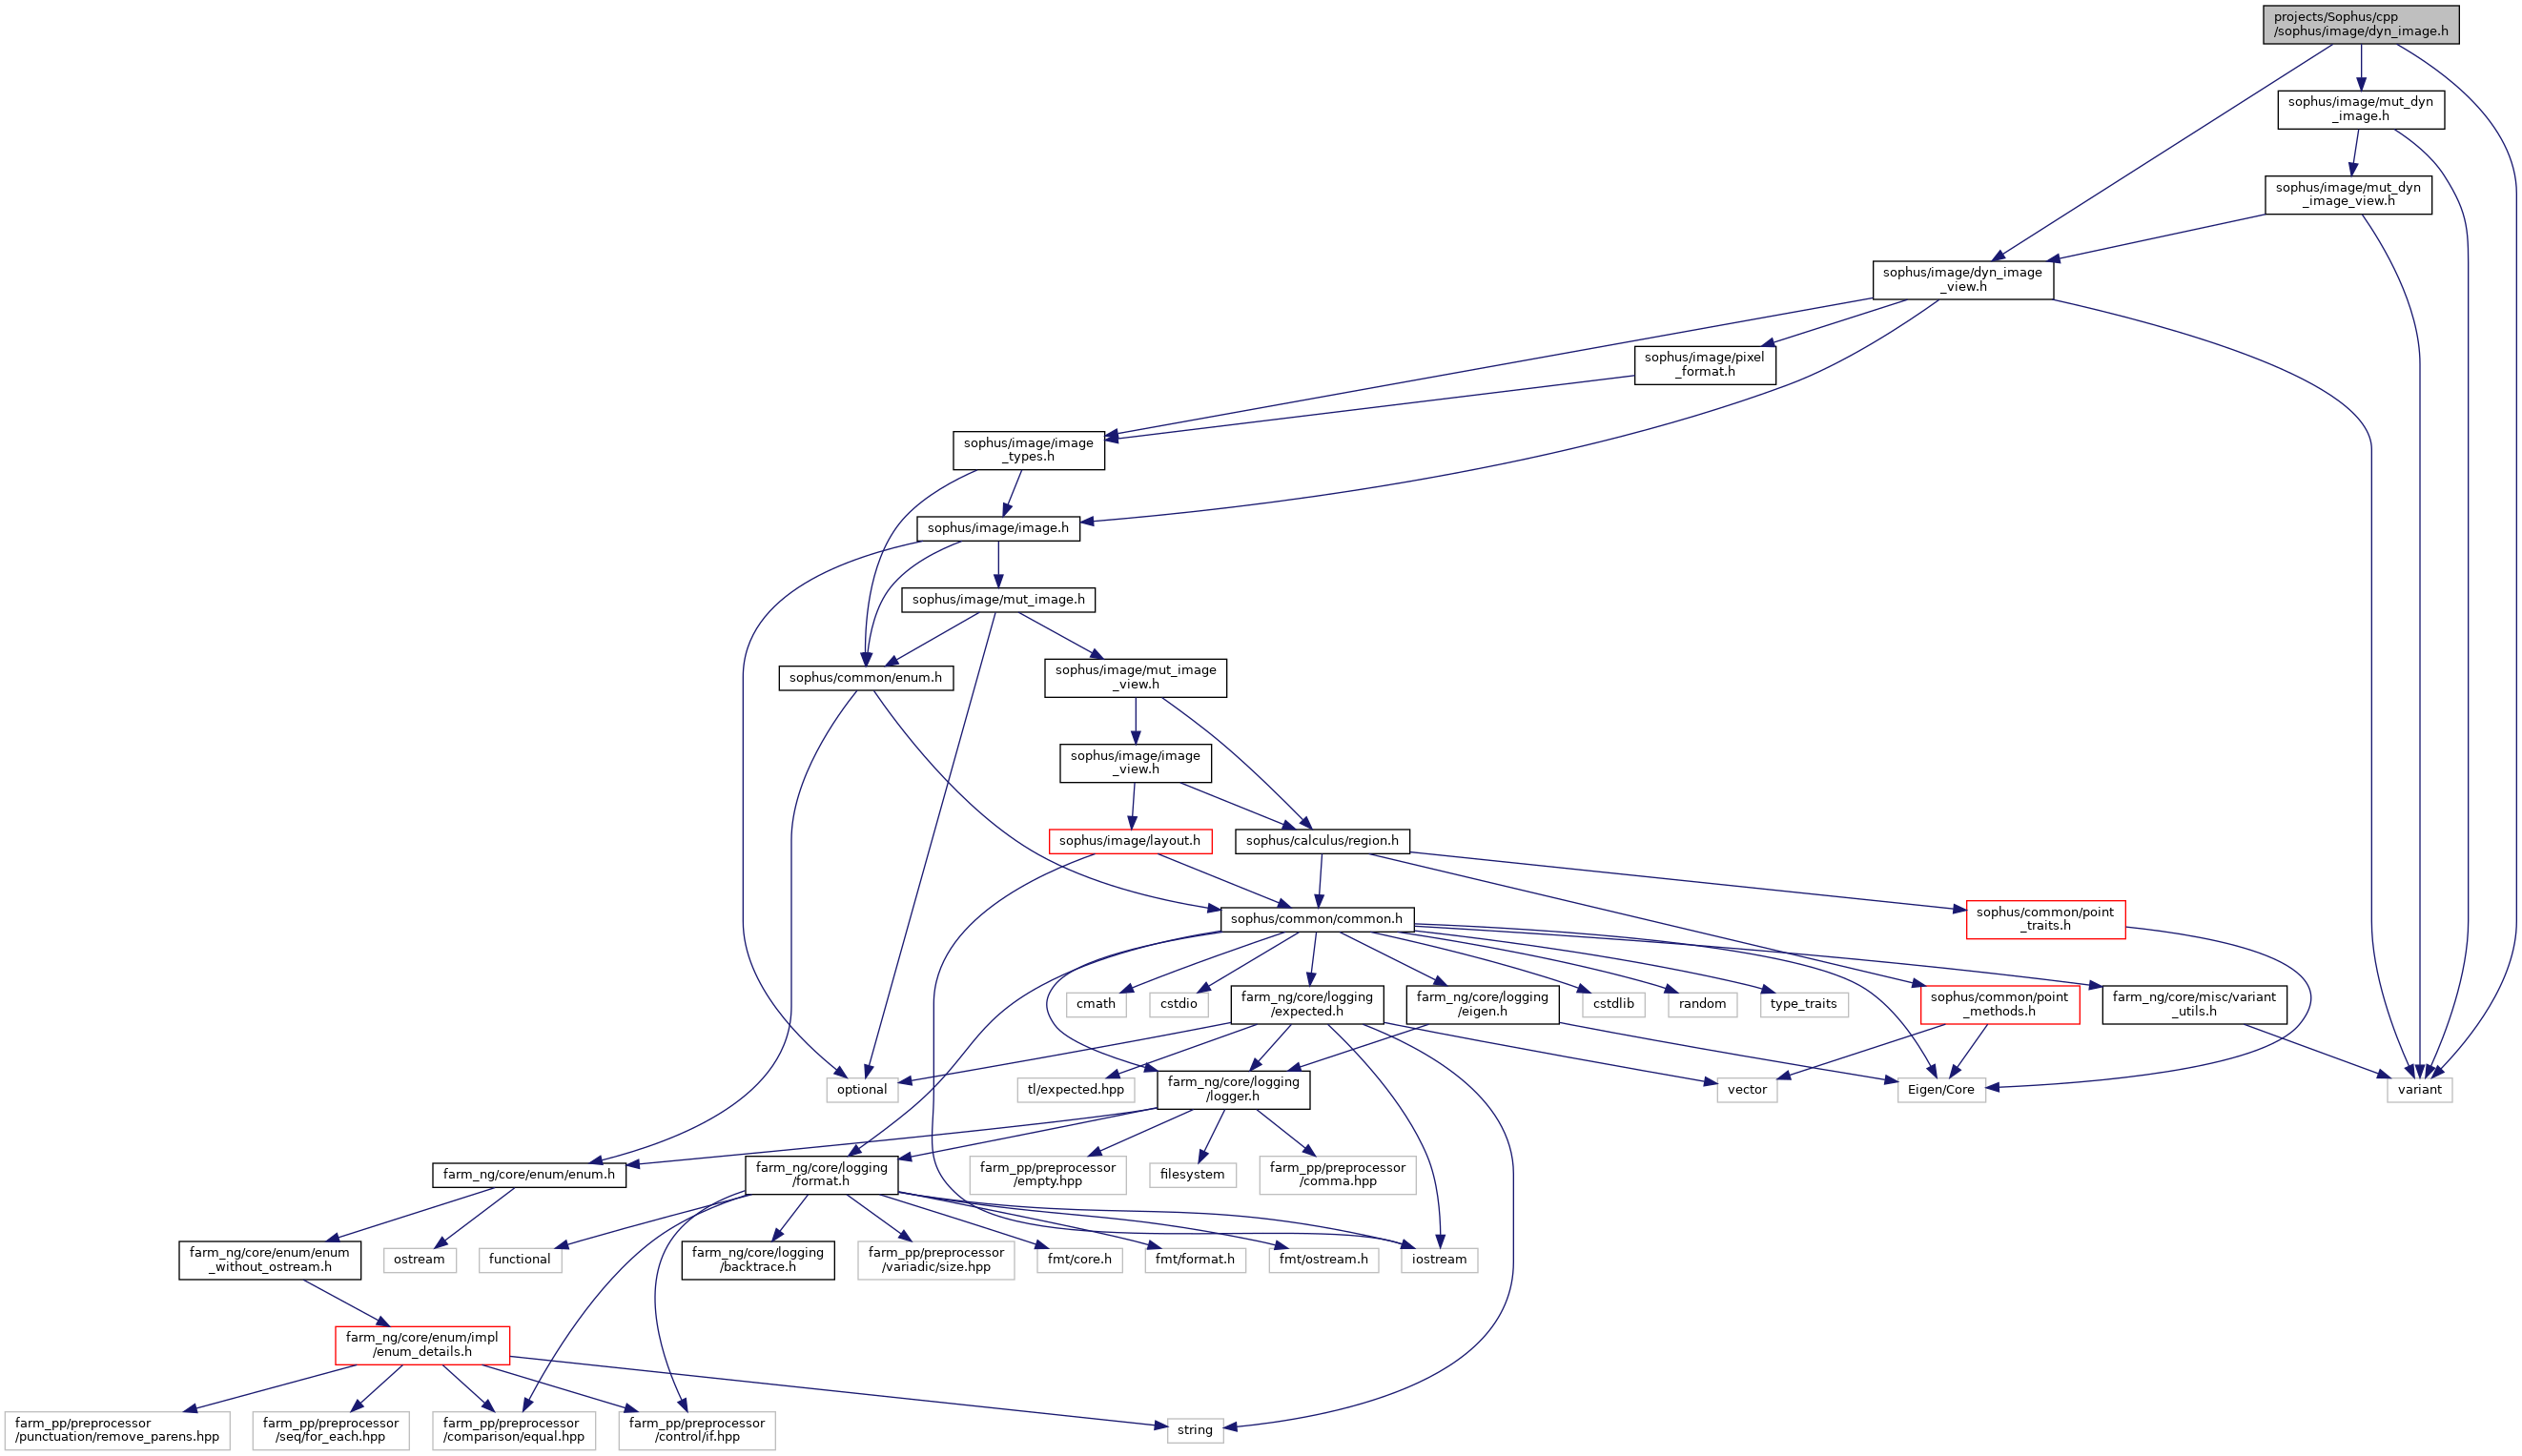 projects/Sophus/cpp
/sophus/image/dyn_image.h
sophus/image/mut_dyn
_image.h
sophus/image/mut_dyn
_image_view.h
sophus/image/dyn_image
_view.h
sophus/image/pixel
_format.h
sophus/image/image
_types.h
sophus/image/image.h
sophus/image/mut_image.h
sophus/common/enum.h
sophus/image/mut_image
_view.h
sophus/image/image
_view.h
sophus/image/layout.h
sophus/calculus/region.h
sophus/common/common.h
sophus/common/point
_traits.h
cmath
cstdio
farm_ng/core/logging
/expected.h
farm_ng/core/logging
/eigen.h
cstdlib
random
type_traits
sophus/common/point
_methods.h
farm_ng/core/misc/variant
_utils.h
optional
tl/expected.hpp
farm_ng/core/logging
/logger.h
vector
Eigen/Core
variant
farm_ng/core/enum/enum.h
farm_ng/core/logging
/format.h
farm_pp/preprocessor
/empty.hpp
filesystem
farm_pp/preprocessor
/comma.hpp
farm_ng/core/enum/enum
_without_ostream.h
ostream
functional
farm_ng/core/logging
/backtrace.h
farm_pp/preprocessor
/variadic/size.hpp
fmt/core.h
fmt/format.h
fmt/ostream.h
iostream
farm_ng/core/enum/impl
/enum_details.h
farm_pp/preprocessor
/punctuation/remove_parens.hpp
farm_pp/preprocessor
/seq/for_each.hpp
farm_pp/preprocessor
/comparison/equal.hpp
farm_pp/preprocessor
/control/if.hpp
string